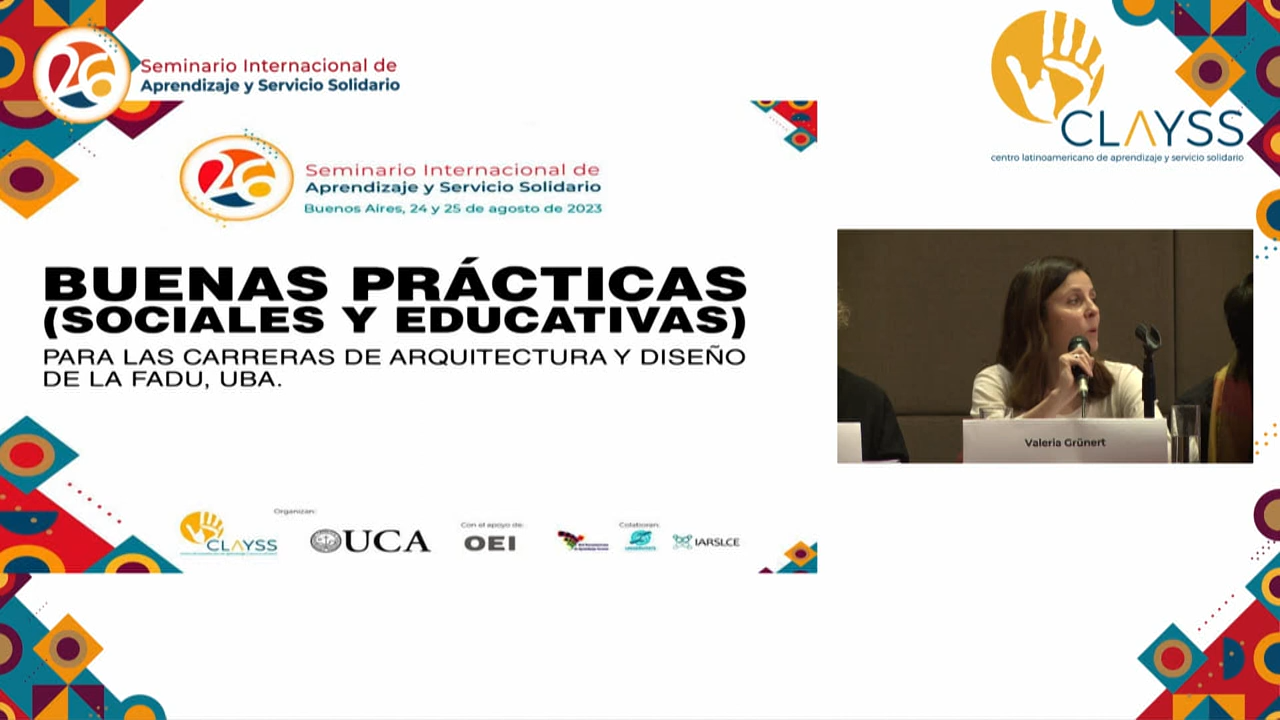 26
Seminario Internacional de
Aprendizaje y Servicio Solidario
CLAYSS
centro latinoamericano de aprendizaje y servicio solidario
26
Seminario Internacional de
Aprendizaje y Servicio Solidario
Buenos Aires, 24 y 25 de agosto de 2023
BUENAS PRÁCTICAS
(SOCIALES Y EDUCATIVAS)
PARA LAS CARRERAS DE ARQUITECTURA Y DISEÑO
DE LA FADU, UBA.
Valeria Grünert
Organizan:
CLAYSS
UCA
Con el apoyo de:
OEI
Colaboran:
IARSLCE